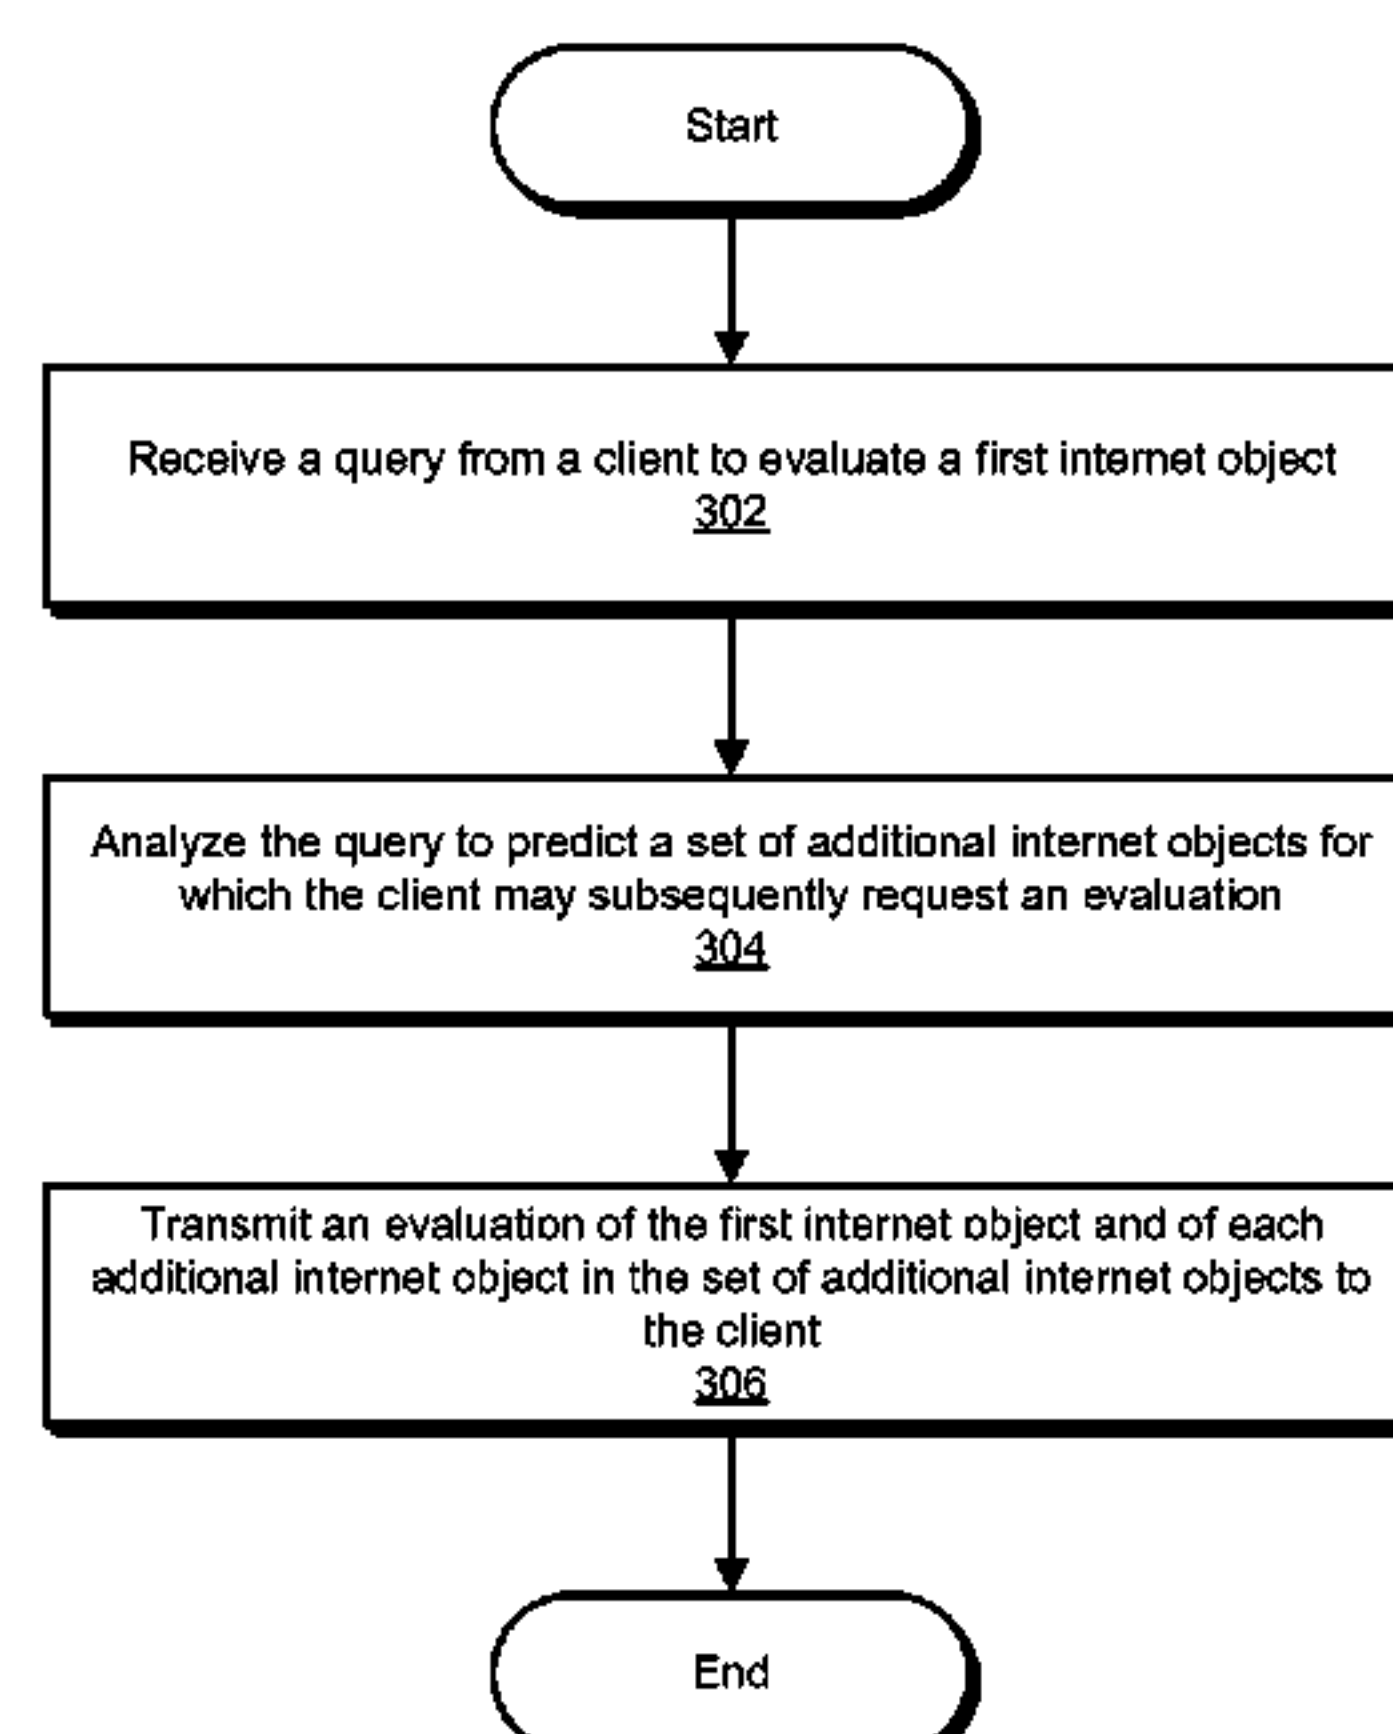 Start
Receive a query from a client to evaluate a first internet object
302
Analyze the query to predict a set of additional internet objects for
which the client may subsequently request an evaluation
304
Transmit an evaluation of the first internet object and of each
additional internet object in the set of additional internet objects to
the client
306
End